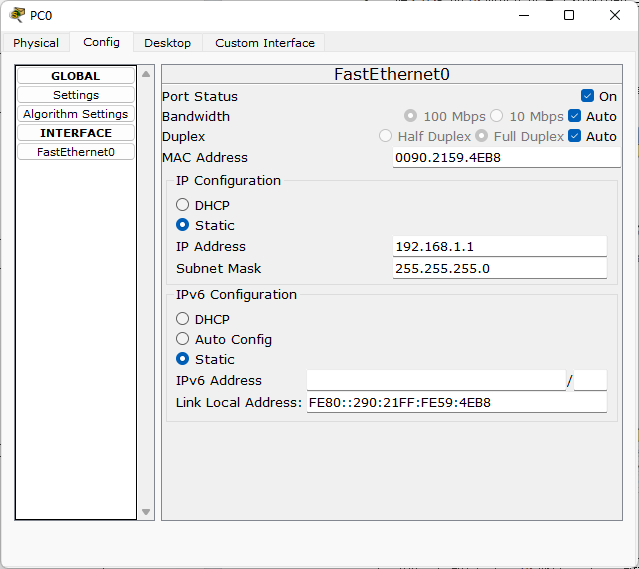 PC0
Physical Config Desktop Custom Interface
GLOBAL
Settings
Algorithm Settings
INTERFACE
FastEthernet0
FastEthernet0
Port Status On
Bandwidth 100 Mbps 10 Mbps Auto
Duplex Half Duplex Full Duplex Auto
MAC Address 0090.2159.4EB8
IP Configuration
DHCP
Static
IP Address 192.168.1.1
Subnet Mask 255.255.255.0
IPv6 Configuration
DHCP
Auto Config
Static
IPv6 Address /
Link Local Address: FE80::290:21FF:FE59:4EB8